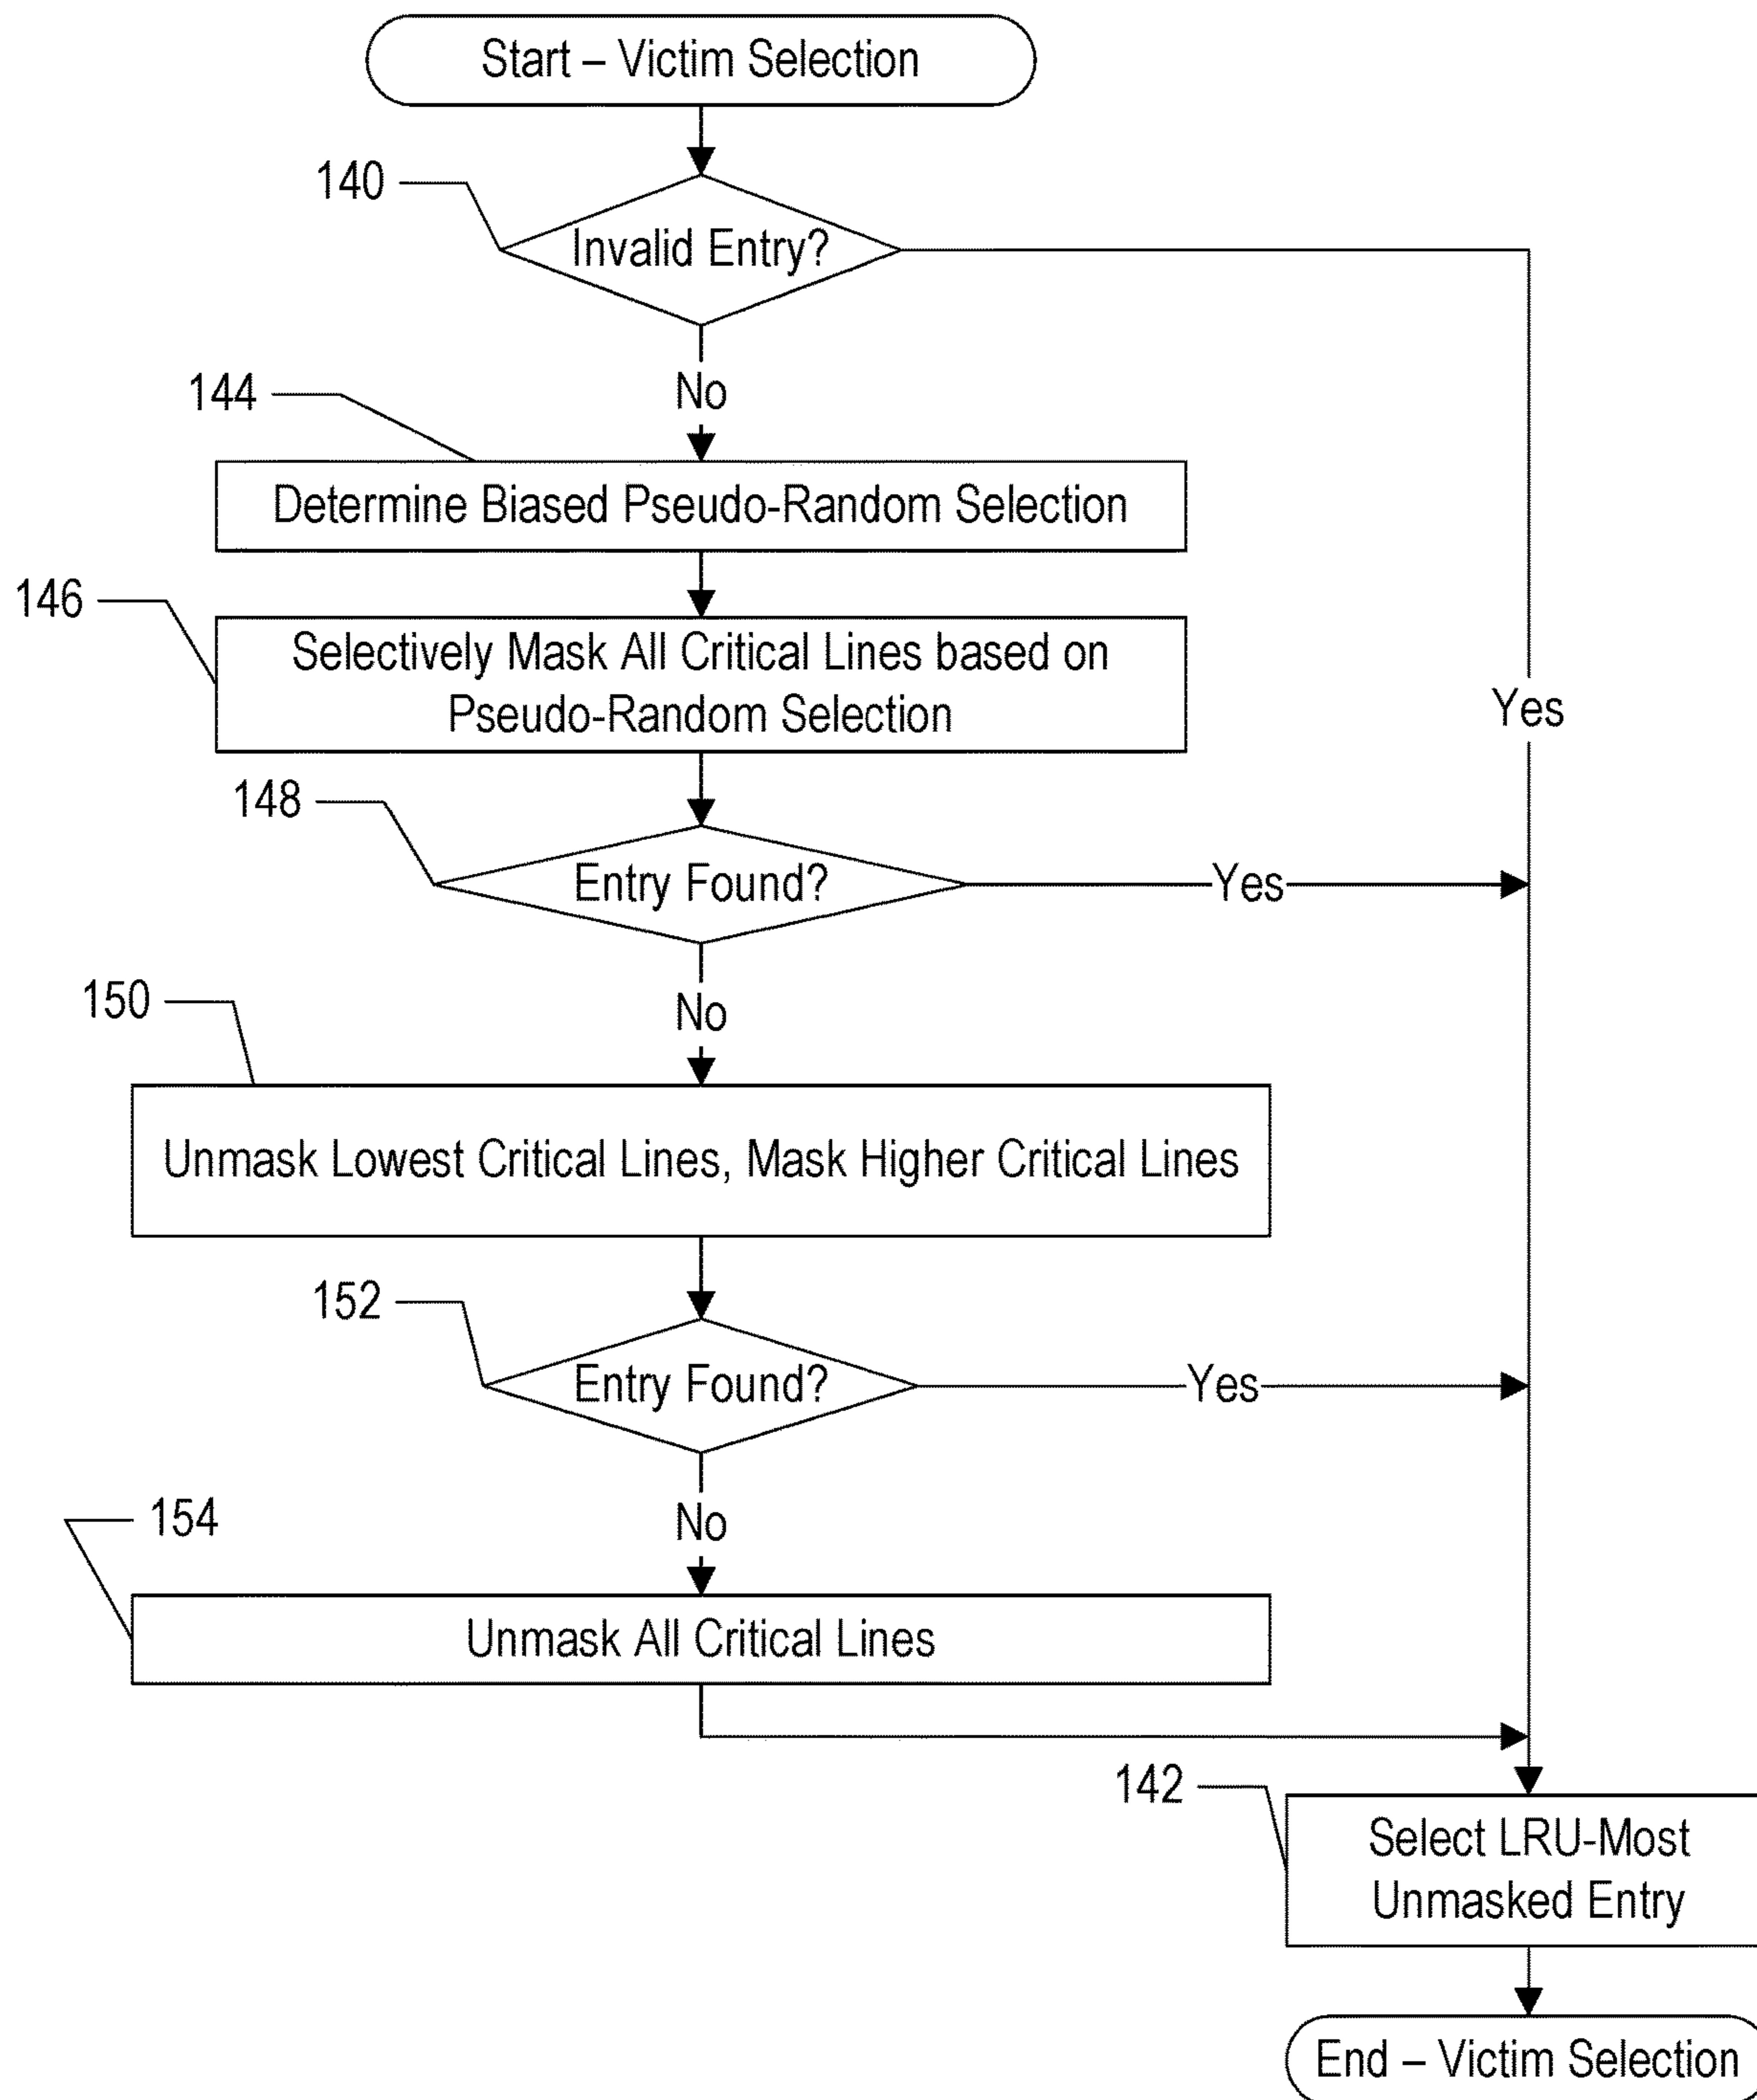 Start – Victim Selection
140
Invalid Entry?
No
144
Determine Biased Pseudo-Random Selection
146
Selectively Mask All Critical Lines based on
Pseudo-Random Selection
Yes
148
Entry Found?
Yes
No
150
Unmask Lowest Critical Lines, Mask Higher Critical Lines
152
Entry Found?
Yes
No
154
Unmask All Critical Lines
142
Select LRU-Most
Unmasked Entry
End – Victim Selection